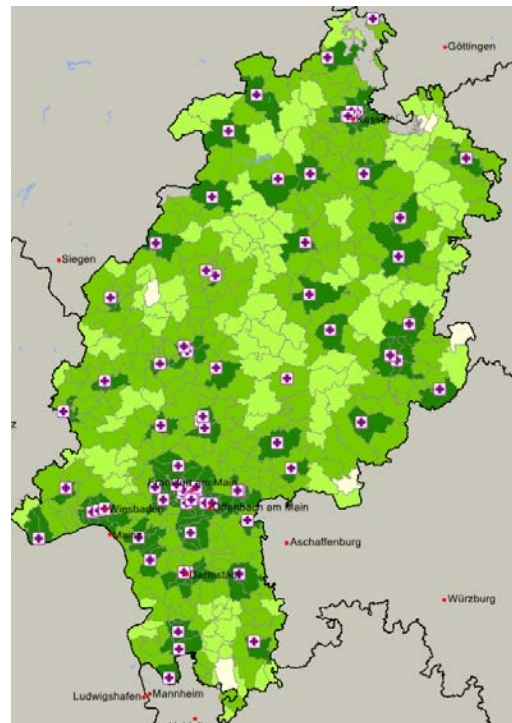 Göttingen
Kassel
Siegen
Frankfurt am Main
Wiesbaden
Offenbach am Main
Mainz
Aschaffenburg
Darmstadt
Würzburg
Ludwigshafen
Mannheim